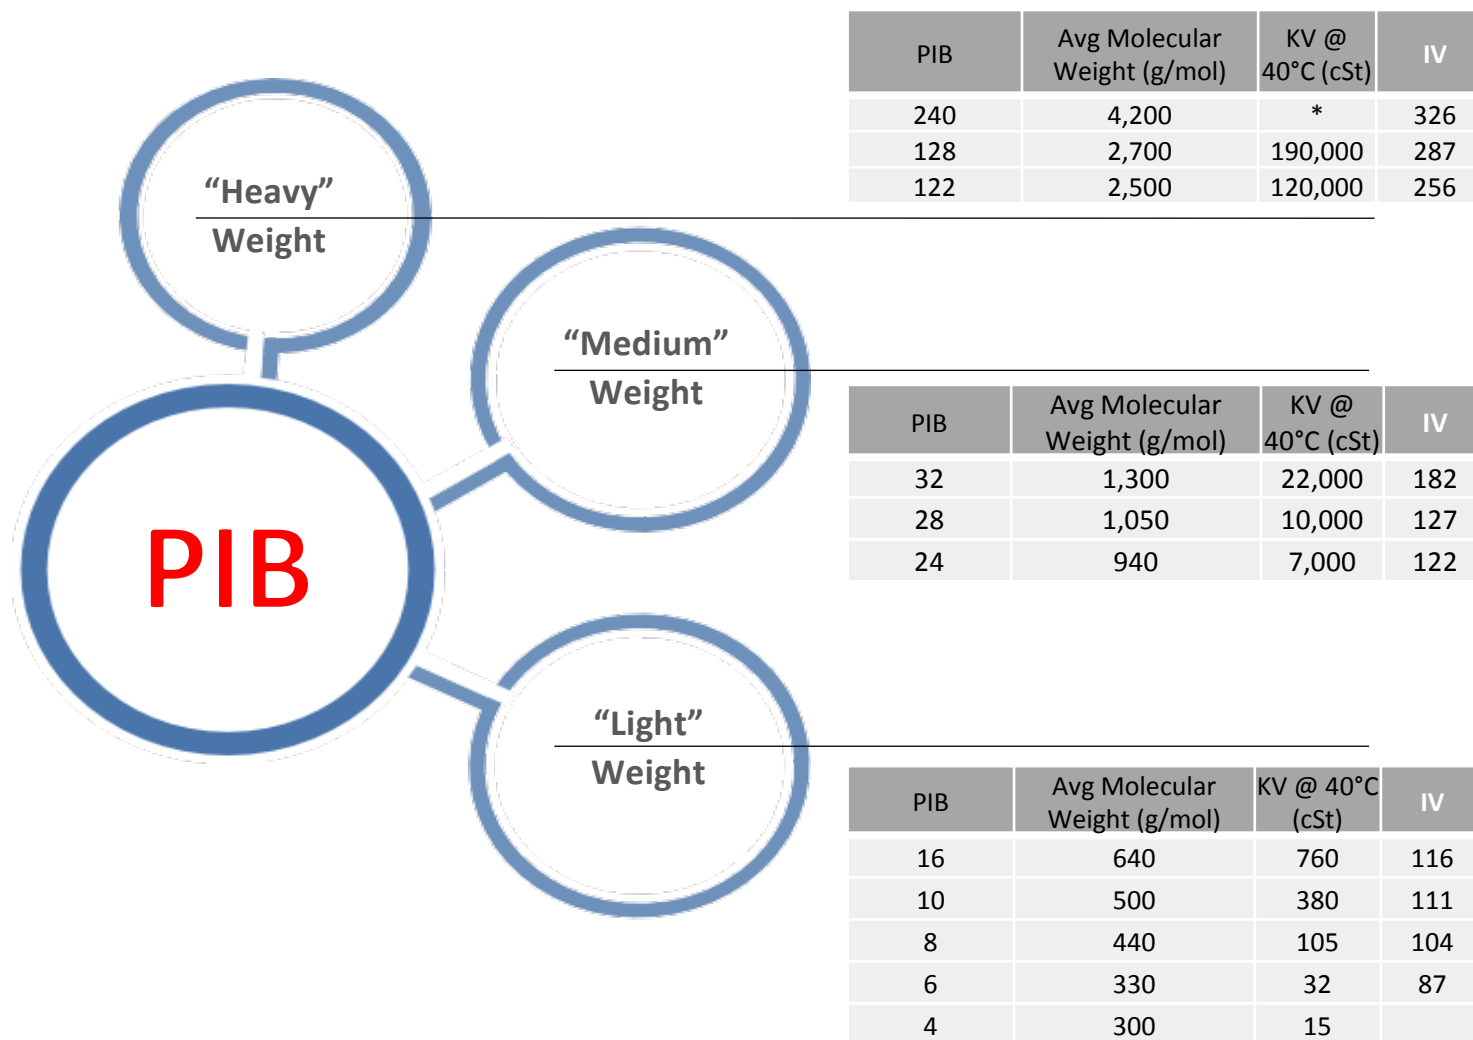 PIB Avg Molecular Weight (g/mol) KV @ 40°C (cSt) IV
240 4,200 * 326
128 2,700 190,000 287
122 2,500 120,000 256
“Heavy”
Weight
“Medium”
Weight
PIB Avg Molecular Weight (g/mol) KV @ 40°C (cSt) IV
32 1,300 22,000 182
28 1,050 10,000 127
24 940 7,000 122
PIB
“Light”
Weight
PIB Avg Molecular Weight (g/mol) KV @ 40°C (cSt) IV
16 640 760 116
10 500 380 111
8 440 105 104
6 330 32 87
4 300 15